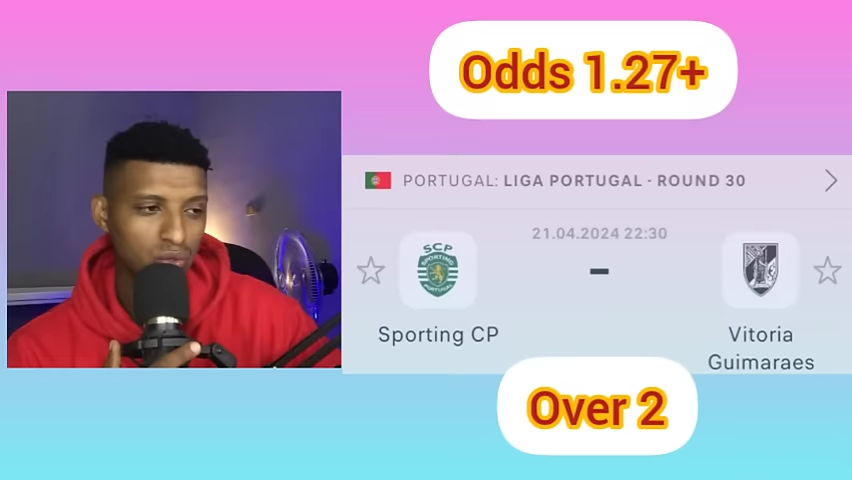 Odds 1.27+
PORTUGAL: LIGA PORTUGAL - ROUND 30
21.04.2024 22:30
-
SCP
SPORTING
PORTUGAL
Sporting CP
Vitoria
Guimaraes
Over 2